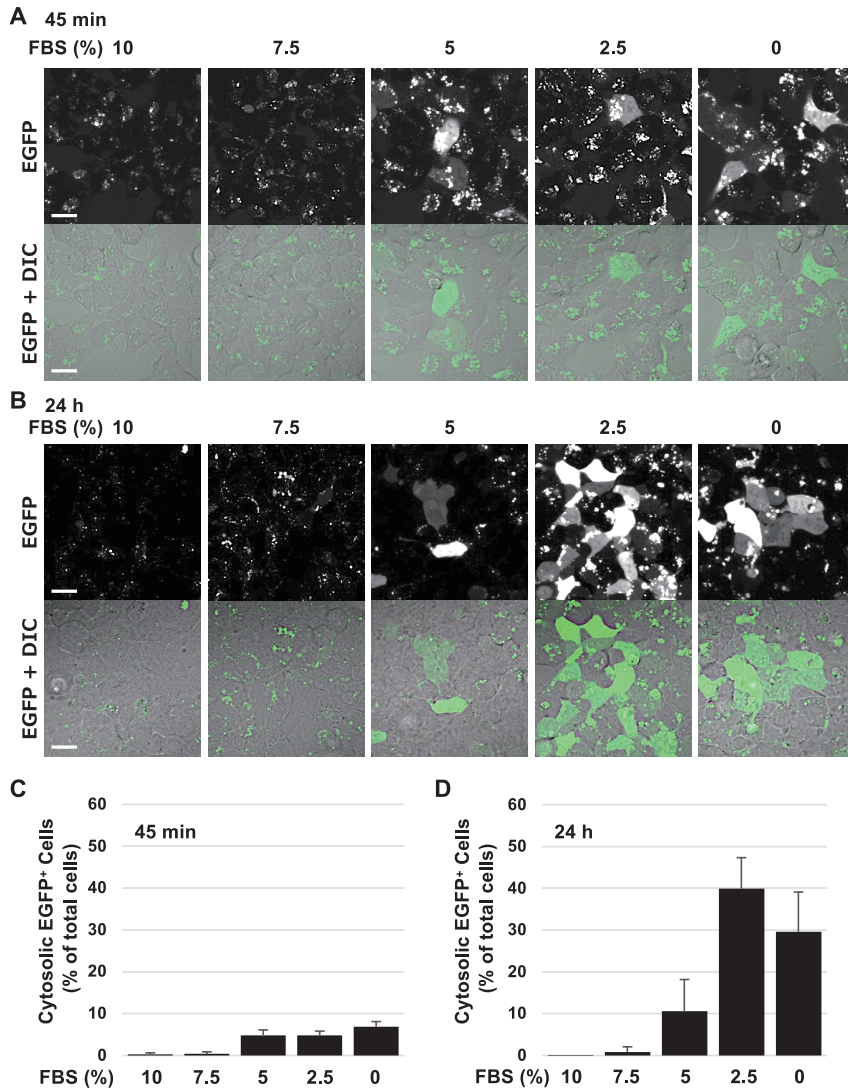 A
45 min
FBS (%) 10 7.5 5 2.5 0
EGFP
EGFP + DIC
B
24 h
FBS (%) 10 7.5 5 2.5 0
EGFP
EGFP + DIC
C
Cytosolic EGFP⁺ Cells
(% of total cells)
60
50
40
30
20
10
0
45 min
FBS (%) 10 7.5 5 2.5 0
D
Cytosolic EGFP⁺ Cells
(% of total cells)
60
50
40
30
20
10
0
24 h
FBS (%) 10 7.5 5 2.5 0